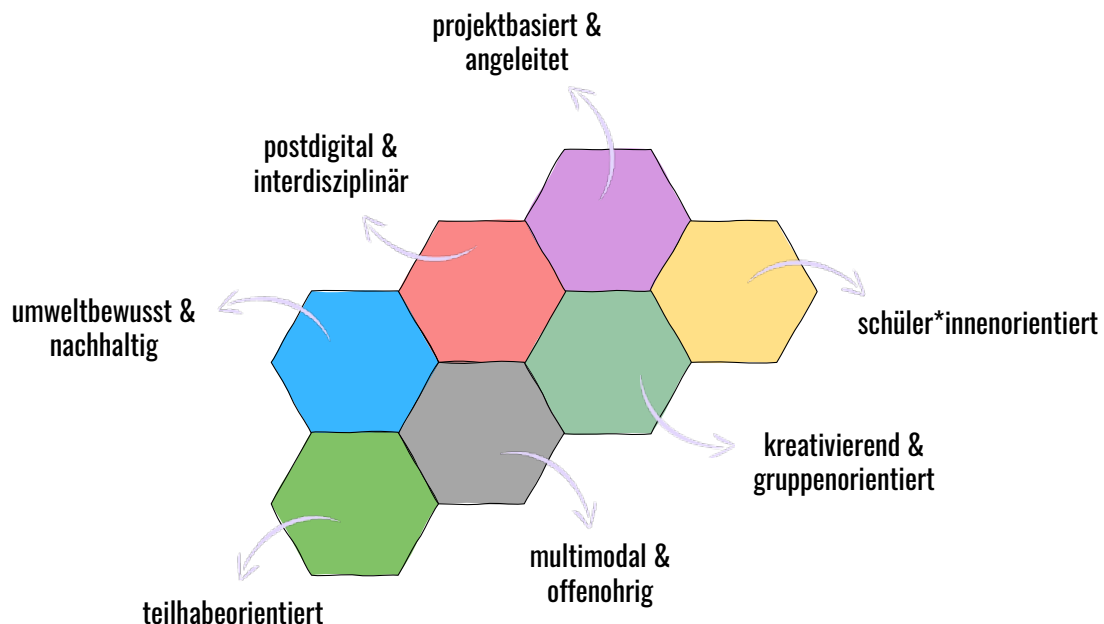 projektbasiert &
angeleitet
postdigital &
interdisziplinär
umweltbewusst &
nachhaltig
schüler*innenorientiert
kreativierend &
gruppenorientiert
multimodal &
offenohrig
teilhabeorientiert